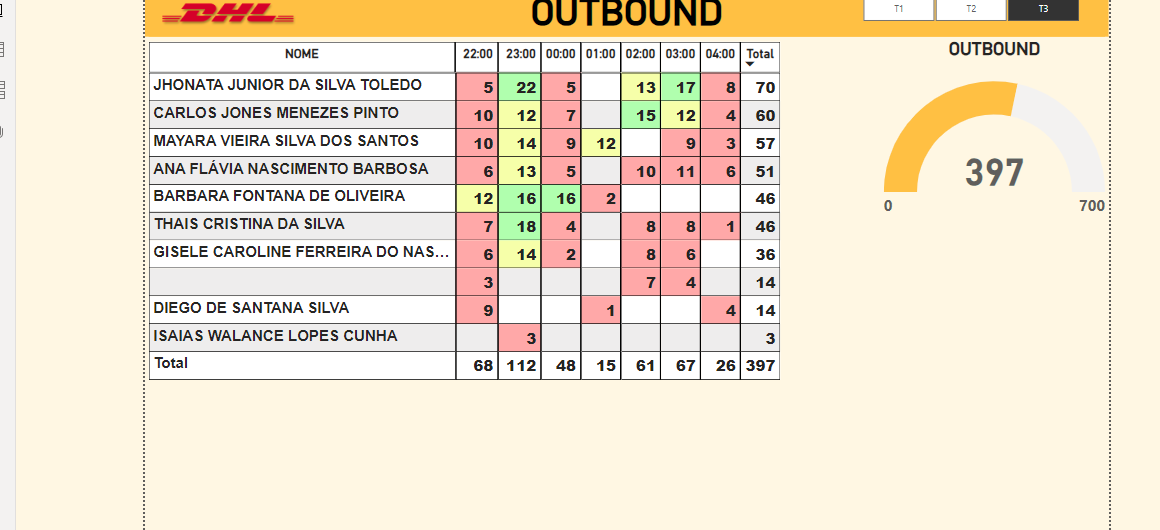 DHL OUTBOUND T1 T2 T3
NOME 22:00 23:00 00:00 01:00 02:00 03:00 04:00 Total
JHONATA JUNIOR DA SILVA TOLEDO 5 22 5 13 17 8 70
CARLOS JONES MENEZES PINTO 10 12 7 15 12 4 60
MAYARA VIEIRA SILVA DOS SANTOS 10 14 9 12 9 3 57
ANA FLÁVIA NASCIMENTO BARBOSA 6 13 5 10 11 6 51
BARBARA FONTANA DE OLIVEIRA 12 16 16 2 46
THAIS CRISTINA DA SILVA 7 18 4 8 8 1 46
GISELE CAROLINE FERREIRA DO NAS... 6 14 2 8 6 36
3 7 4 14
DIEGO DE SANTANA SILVA 9 1 4 14
ISAIAS WALANCE LOPES CUNHA 3 3
Total 68 112 48 15 61 67 26 397
OUTBOUND
397
0 700